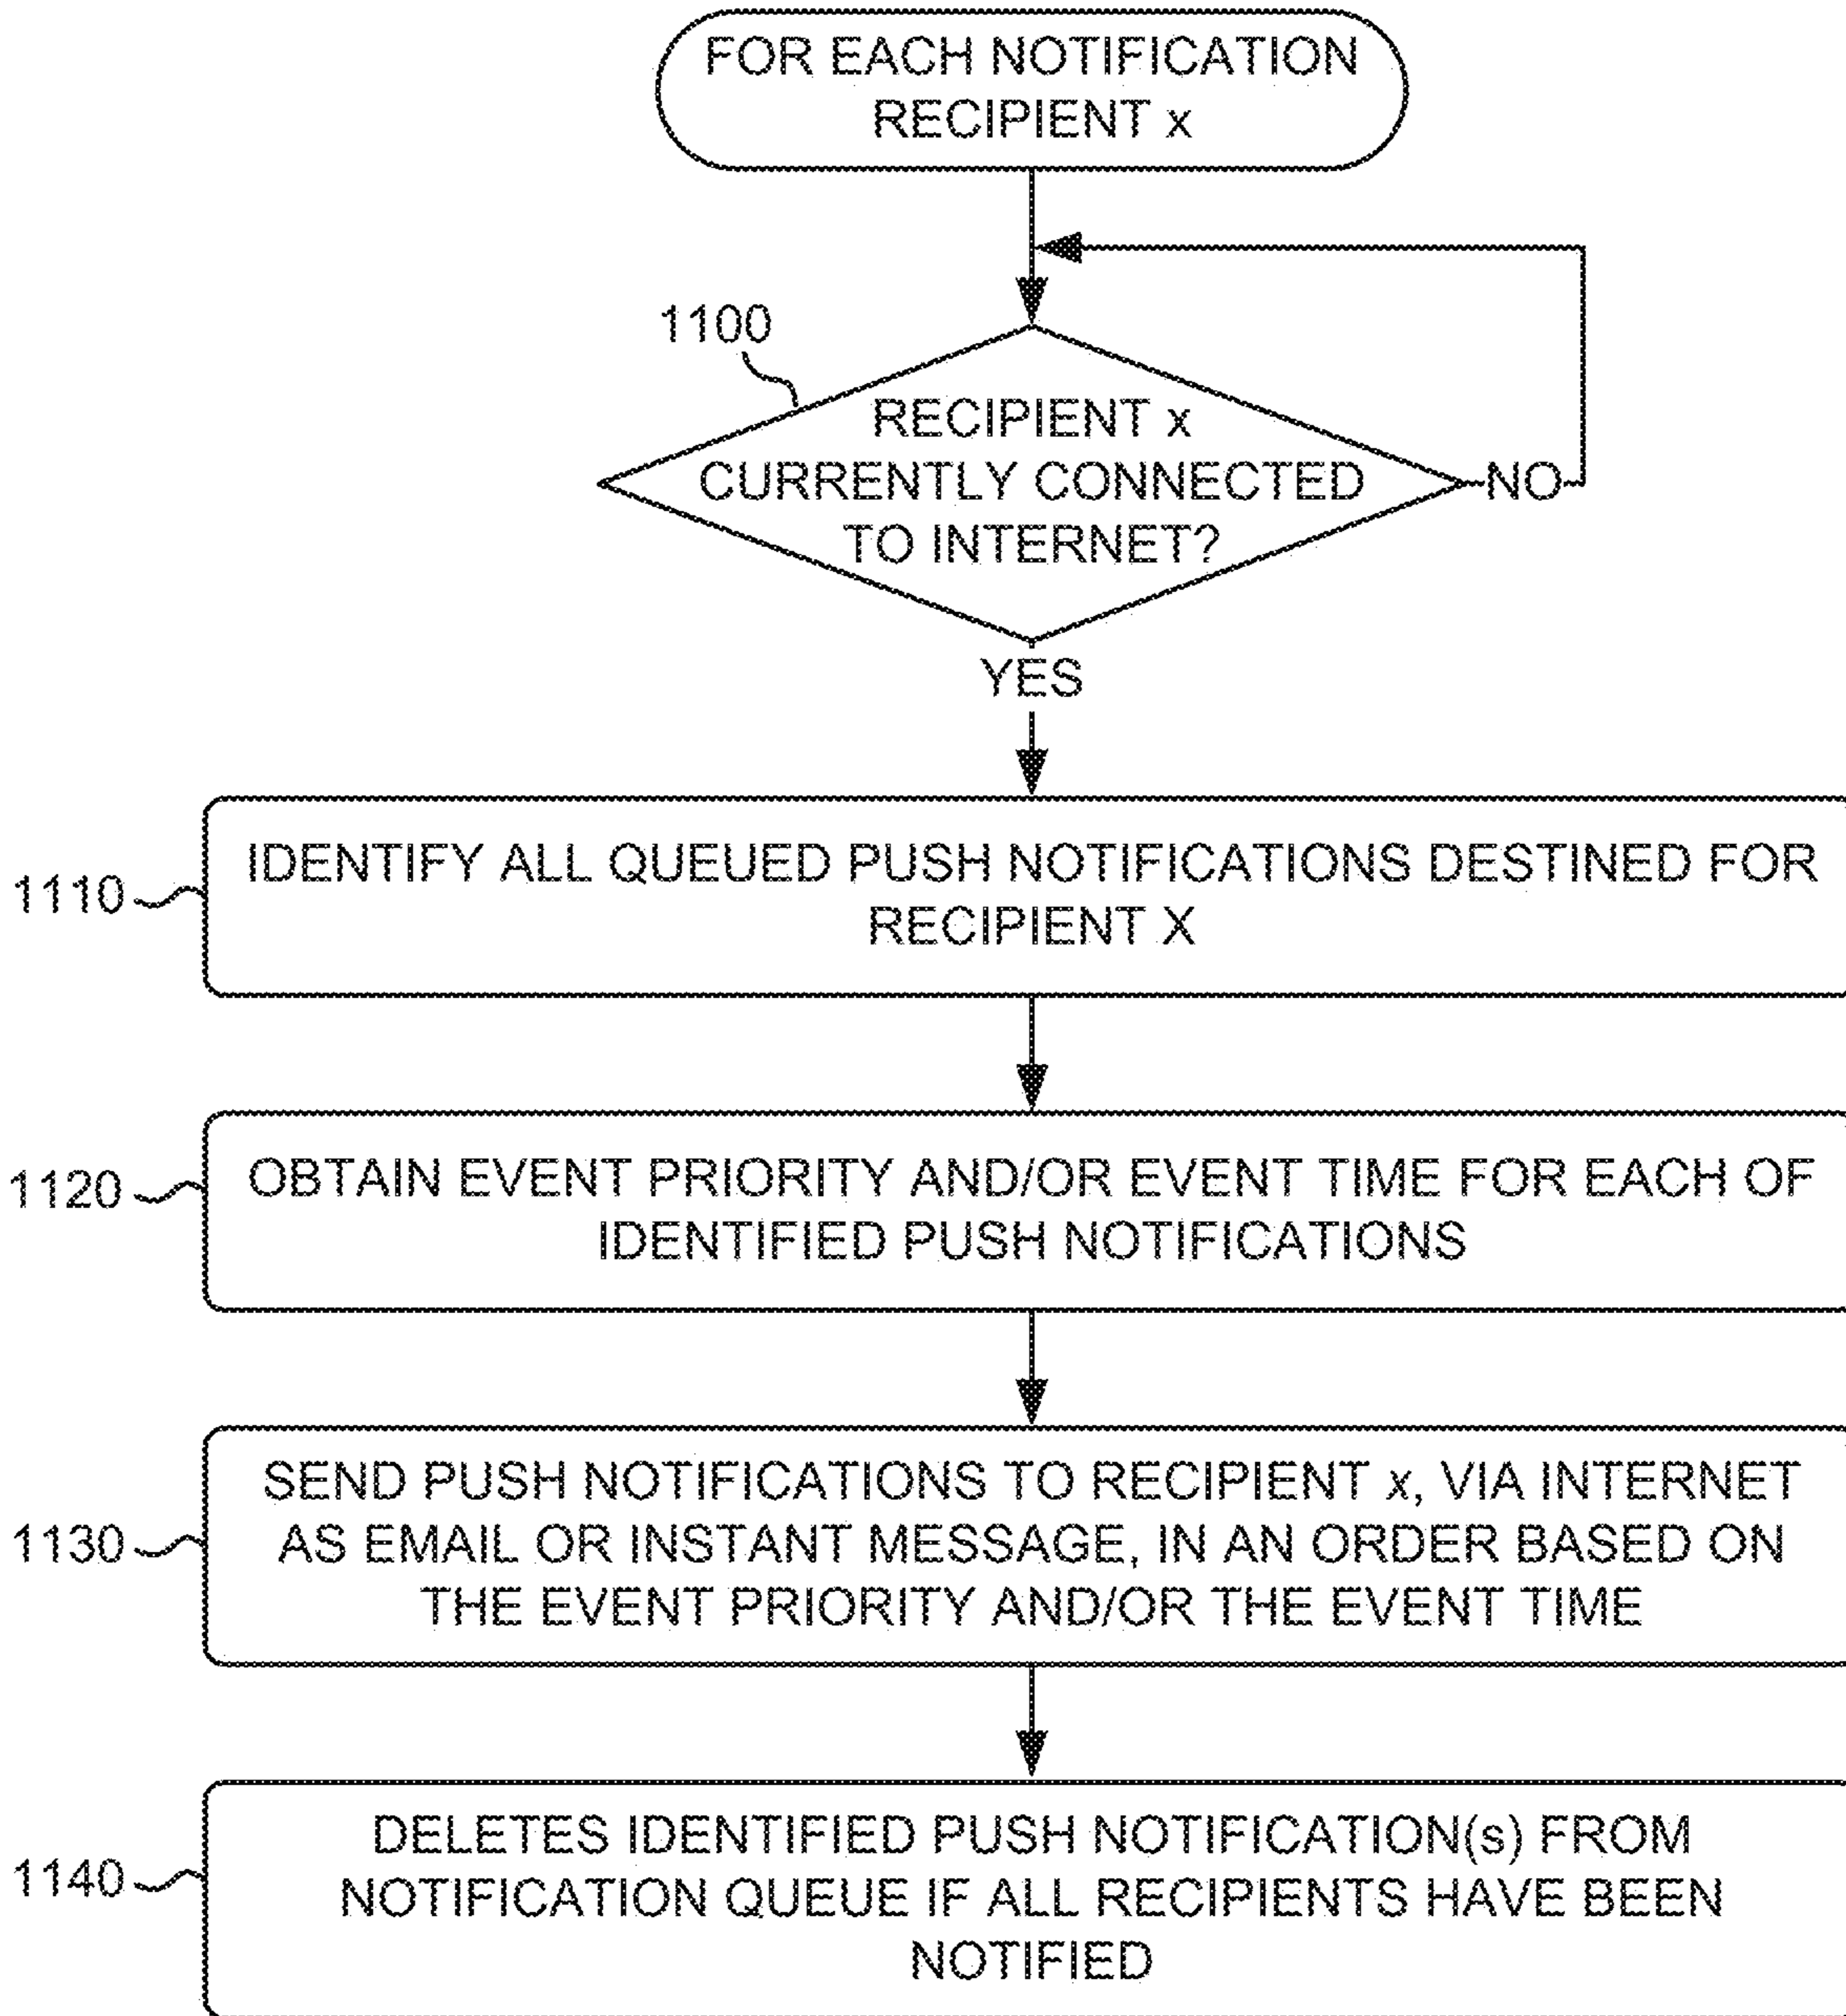 FOR EACH NOTIFICATION
RECIPIENT x
1100
RECIPIENT x
CURRENTLY CONNECTED
TO INTERNET?
NO
YES
1110
IDENTIFY ALL QUEUED PUSH NOTIFICATIONS DESTINED FOR
RECIPIENT X
1120
OBTAIN EVENT PRIORITY AND/OR EVENT TIME FOR EACH OF
IDENTIFIED PUSH NOTIFICATIONS
1130
SEND PUSH NOTIFICATIONS TO RECIPIENT x, VIA INTERNET
AS EMAIL OR INSTANT MESSAGE, IN AN ORDER BASED ON
THE EVENT PRIORITY AND/OR THE EVENT TIME
1140
DELETES IDENTIFIED PUSH NOTIFICATION(s) FROM
NOTIFICATION QUEUE IF ALL RECIPIENTS HAVE BEEN
NOTIFIED